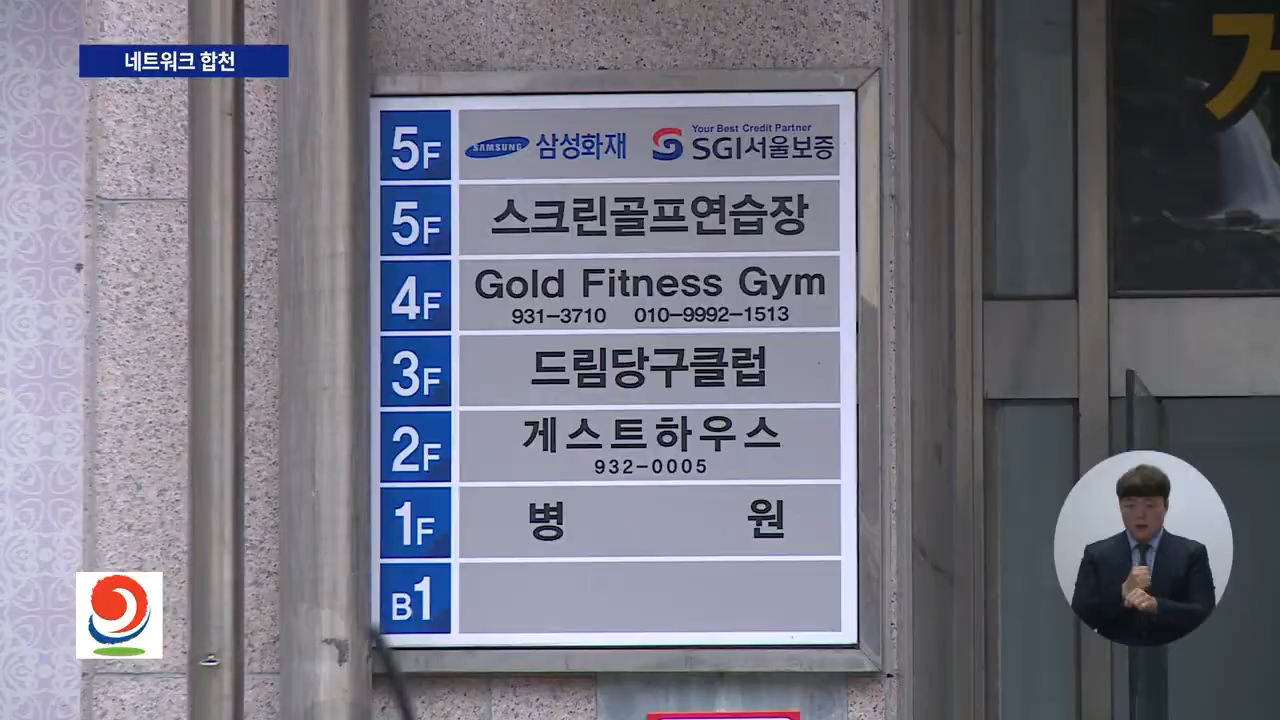 네트워크 합천
5F
SAMSUNG 삼성화재
Your Best Credit Partner
SGI서울보증
5F
스크린골프연습장
4F
Gold Fitness Gym
931-3710 010-9992-1513
3F
드림당구클럽
2F
게스트하우스
932-0005
1F
병 원
B1